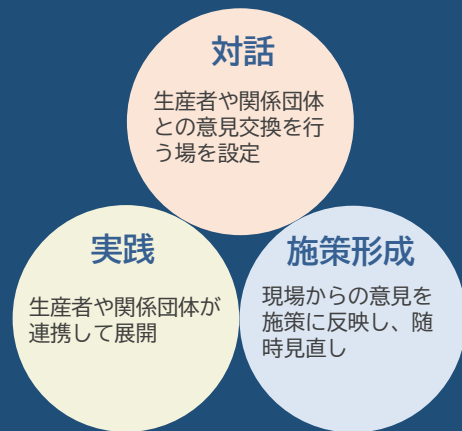 対話
生産者や関係団体
との意見交換を行
う場を設定
実践
生産者や関係団体が
連携して展開
施策形成
現場からの意見を
施策に反映し、随
時見直し